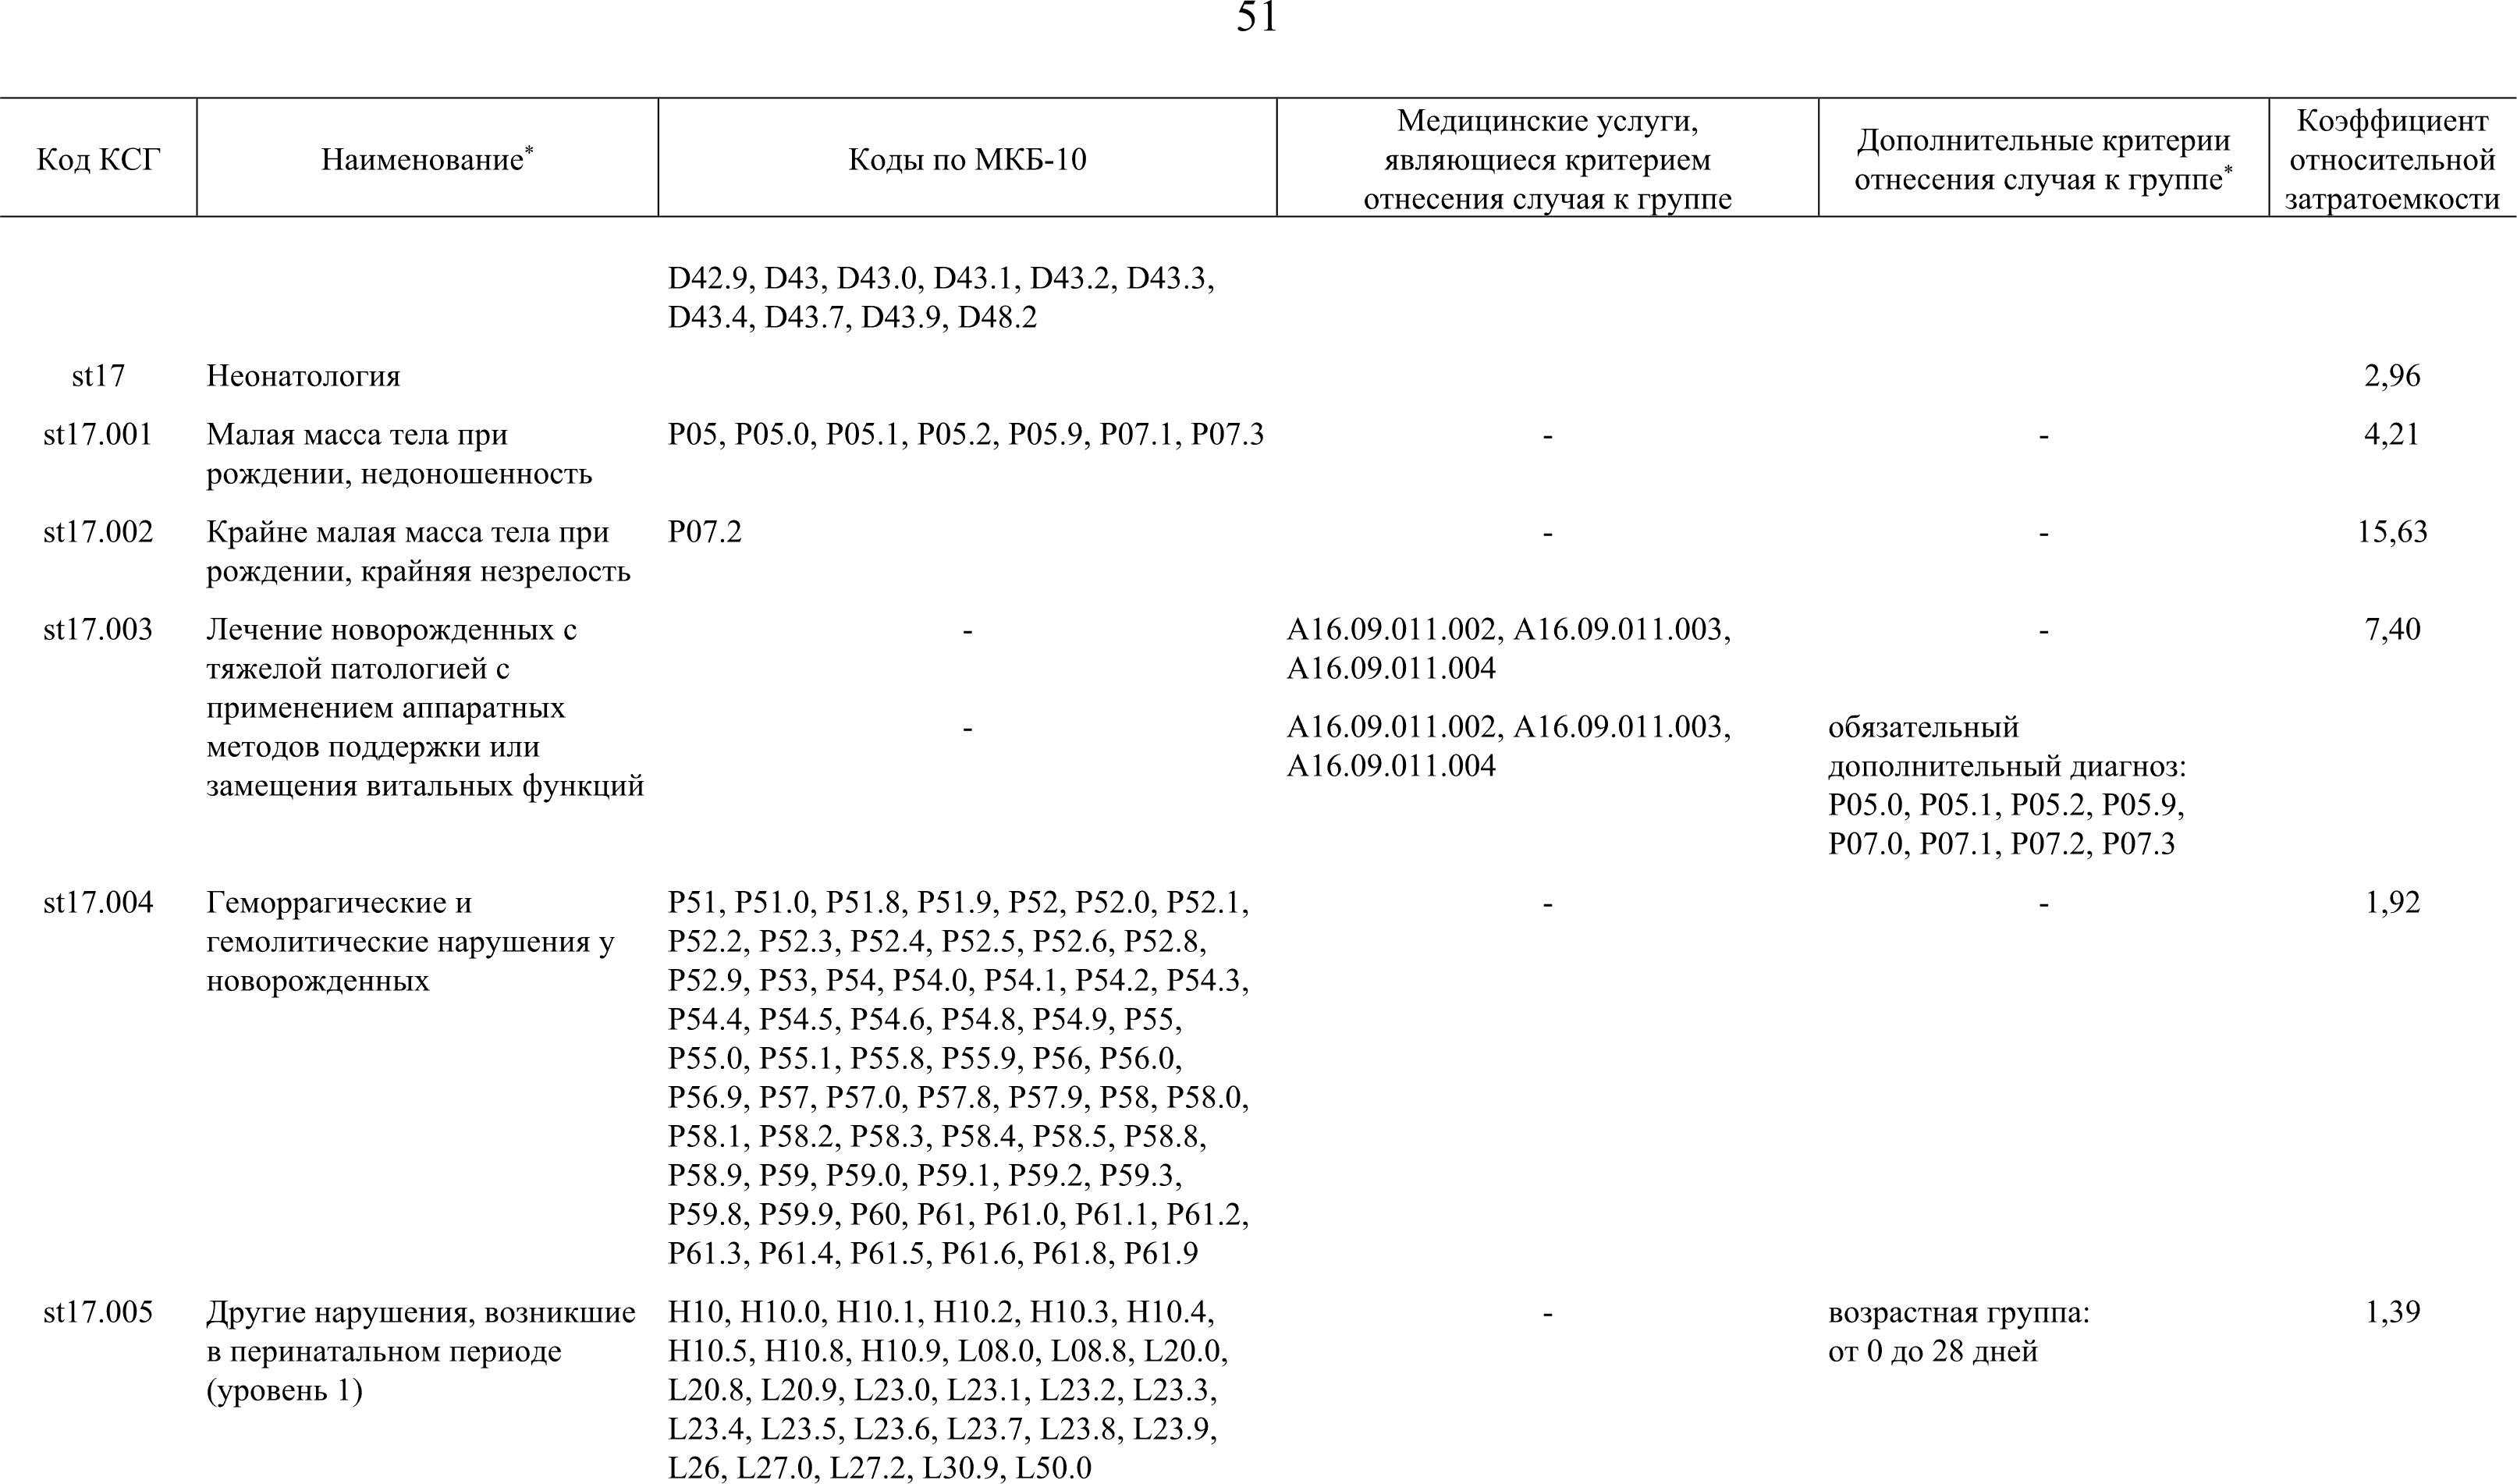 51
Код КСГ
Наименование*
Коды по МКБ-10
Медицинские услуги,
являющиеся критерием
отнесения случая к группе
Дополнительные критерии
отнесения случая к группе*
Коэффициент
относительной
затратоемкости
D42.9, D43, D43.0, D43.1, D43.2, D43.3,
D43.4, D43.7, D43.9, D48.2
st17 Неонатология 2,96
st17.001 Малая масса тела при P05, P05.0, P05.1, P05.2, P05.9, P07.1, P07.3 - - 4,21
рождении, недоношенность
st17.002 Крайне малая масса тела при P07.2 - - 15,63
рождении, крайняя незрелость
st17.003 Лечение новорожденных с - A16.09.011.002, A16.09.011.003, - 7,40
тяжелой патологией с A16.09.011.004
применением аппаратных - A16.09.011.002, A16.09.011.003, обязательный
методов поддержки или A16.09.011.004 дополнительный диагноз:
замещения витальных функций P05.0, P05.1, P05.2, P05.9,
P07.0, P07.1, P07.2, P07.3
st17.004 Геморрагические и P51, P51.0, P51.8, P51.9, P52, P52.0, P52.1, - - 1,92
гемолитические нарушения у P52.2, P52.3, P52.4, P52.5, P52.6, P52.8,
новорожденных P52.9, P53, P54, P54.0, P54.1, P54.2, P54.3,
P54.4, P54.5, P54.6, P54.8, P54.9, P55,
P55.0, P55.1, P55.8, P55.9, P56, P56.0,
P56.9, P57, P57.0, P57.8, P57.9, P58, P58.0,
P58.1, P58.2, P58.3, P58.4, P58.5, P58.8,
P58.9, P59, P59.0, P59.1, P59.2, P59.3,
P59.8, P59.9, P60, P61, P61.0, P61.1, P61.2,
P61.3, P61.4, P61.5, P61.6, P61.8, P61.9
st17.005 Другие нарушения, возникшие H10, H10.0, H10.1, H10.2, H10.3, H10.4, - возрастная группа: 1,39
в перинатальном периоде H10.5, H10.8, H10.9, L08.0, L08.8, L20.0, от 0 до 28 дней
(уровень 1) L20.8, L20.9, L23.0, L23.1, L23.2, L23.3,
L23.4, L23.5, L23.6, L23.7, L23.8, L23.9,
L26, L27.0, L27.2, L30.9, L50.0